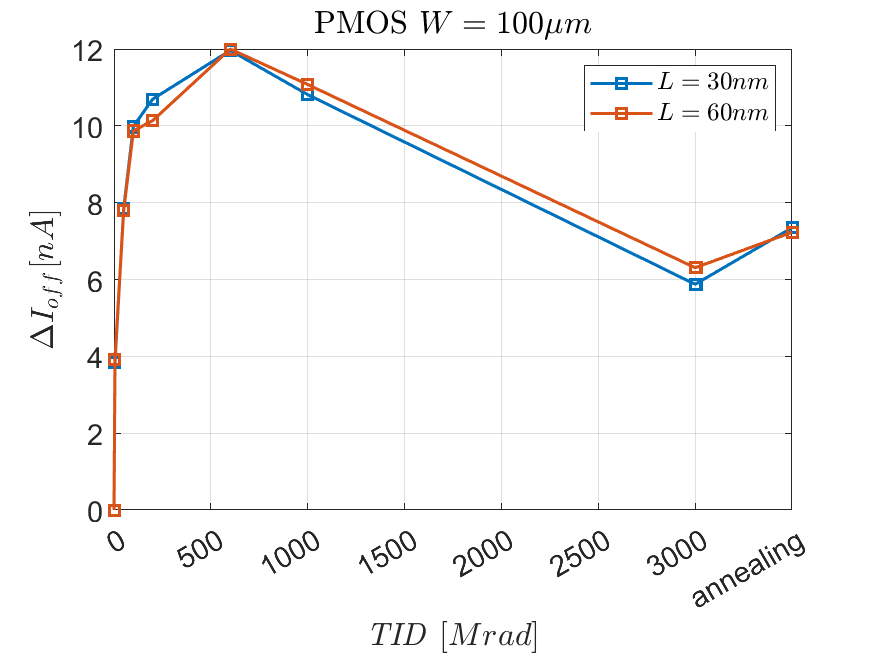 PMOS W = 100μm
L = 30nm
L = 60nm
12
10
8
6
4
2
0
ΔI_off [nA]
0
500
1000
1500
2000
2500
3000
annealing
TID [Mrad]